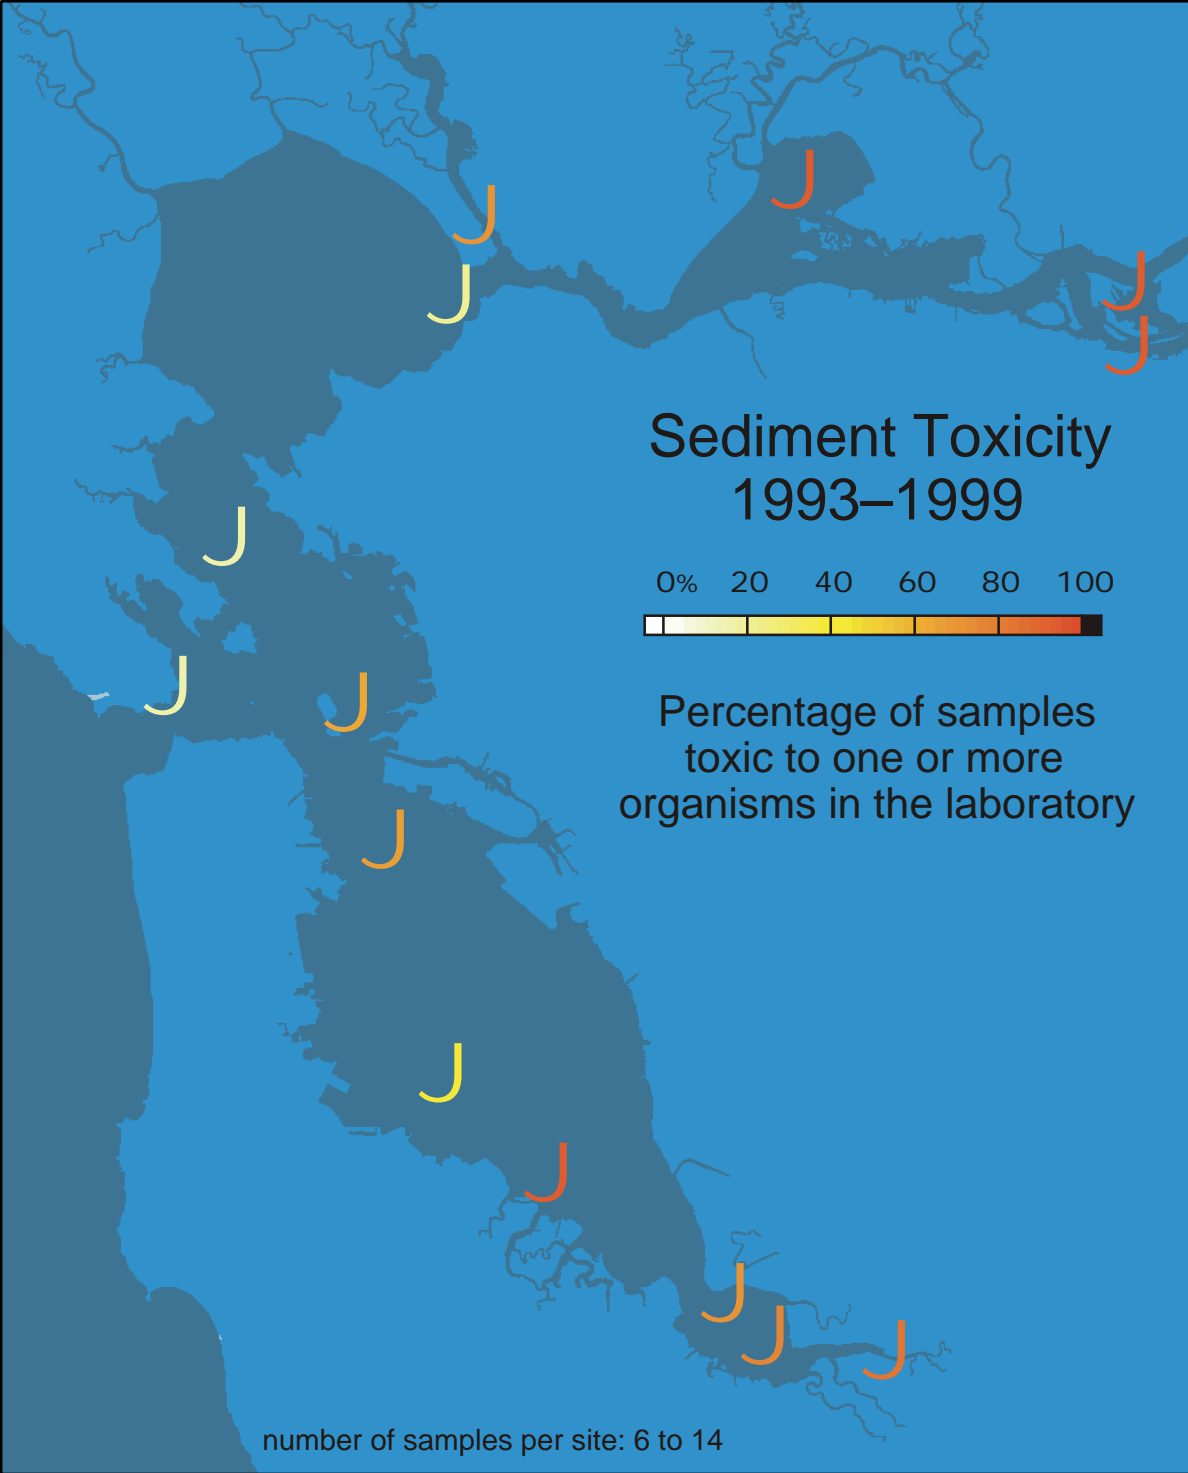 J
J
J
J
J
Sediment Toxicity
1993–1999
J
0% 20 40 60 80 100
J
J
Percentage of samples
toxic to one or more
organisms in the laboratory
J
J
J
J
J
J
number of samples per site: 6 to 14